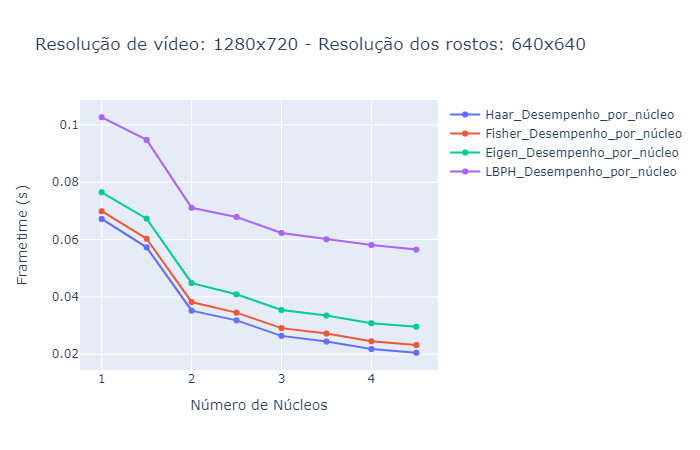 Resolução de vídeo: 1280x720 - Resolução dos rostos: 640x640
Haar_Desempenho_por_núcleo
Fisher_Desempenho_por_núcleo
Eigen_Desempenho_por_núcleo
LBPH_Desempenho_por_núcleo
Frametime (s)
0.1
0.08
0.06
0.04
0.02
1 2 3 4
Número de Núcleos